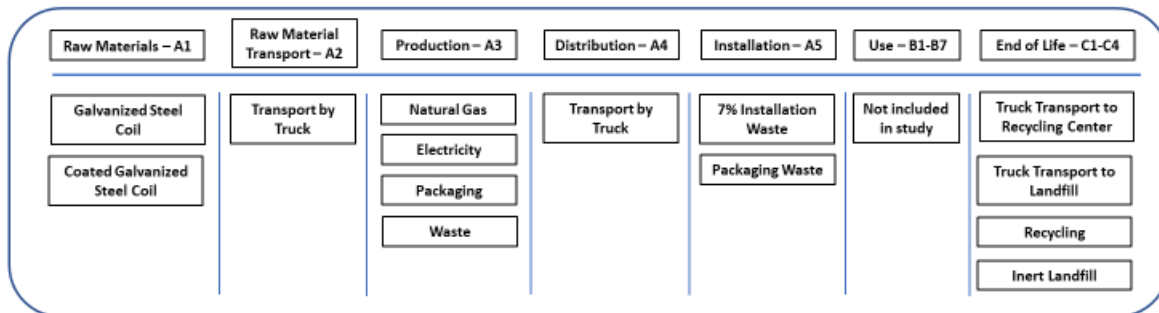 Raw Materials – A1
Raw Material
Transport – A2
Production – A3
Distribution – A4
Installation – A5
Use – B1-B7
End of Life – C1-C4
Galvanized Steel
Coil
Coated Galvanized
Steel Coil
Transport by
Truck
Natural Gas
Electricity
Packaging
Waste
Transport by
Truck
7% Installation
Waste
Packaging Waste
Not included
in study
Truck Transport to
Recycling Center
Truck Transport to
Landfill
Recycling
Inert Landfill